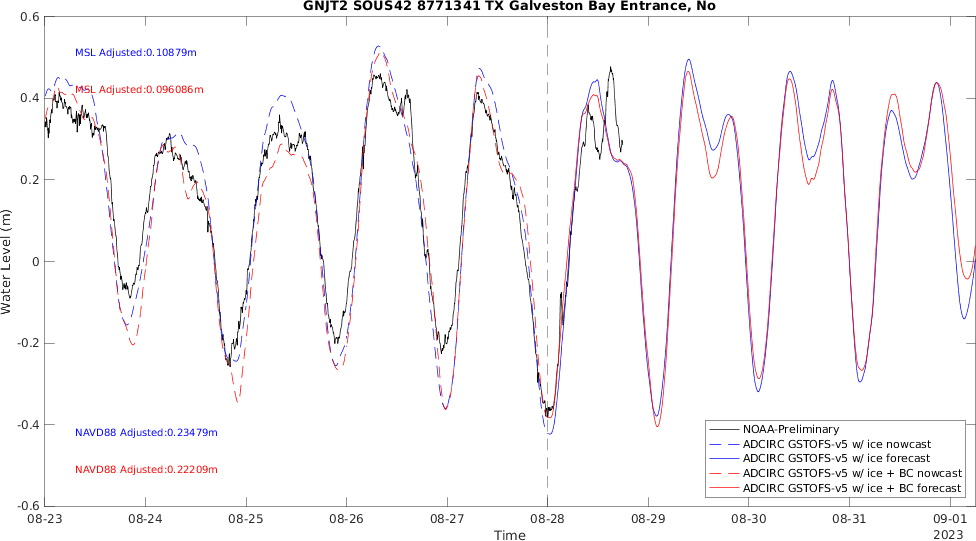 GNJT2 SOUS42 8771341 TX Galveston Bay Entrance, No
0.6
0.4
0.2
0
-0.2
-0.4
-0.6
Water Level (m)
MSL Adjusted:0.10879m
MSL Adjusted:0.096086m
NAVD88 Adjusted:0.23479m
NAVD88 Adjusted:0.22209m
NOAA-Preliminary
ADCIRC GSTOFS-v5 w/ ice nowcast
ADCIRC GSTOFS-v5 w/ ice forecast
ADCIRC GSTOFS-v5 w/ ice + BC nowcast
ADCIRC GSTOFS-v5 w/ ice + BC forecast
08-23 08-24 08-25 08-26 08-27 08-28 08-29 08-30 08-31 09-01
2023
Time